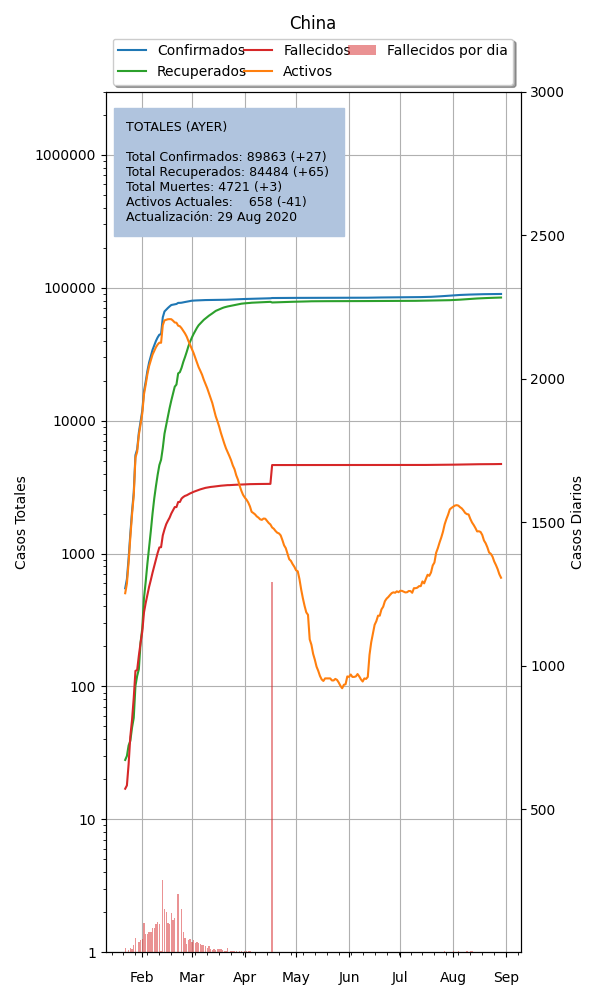 China
Confirmados Fallecidos Fallecidos por dia
Recuperados Activos
TOTALES (AYER)
Total Confirmados: 89863 (+27)
Total Recuperados: 84484 (+65)
Total Muertes: 4721 (+3)
Activos Actuales: 658 (-41)
Actualización: 29 Aug 2020
Casos Totales
1000000
100000
10000
1000
100
10
1
3000
2500
2000
1500
1000
500
Casos Diarios
Feb Mar Apr May Jun Jul Aug Sep